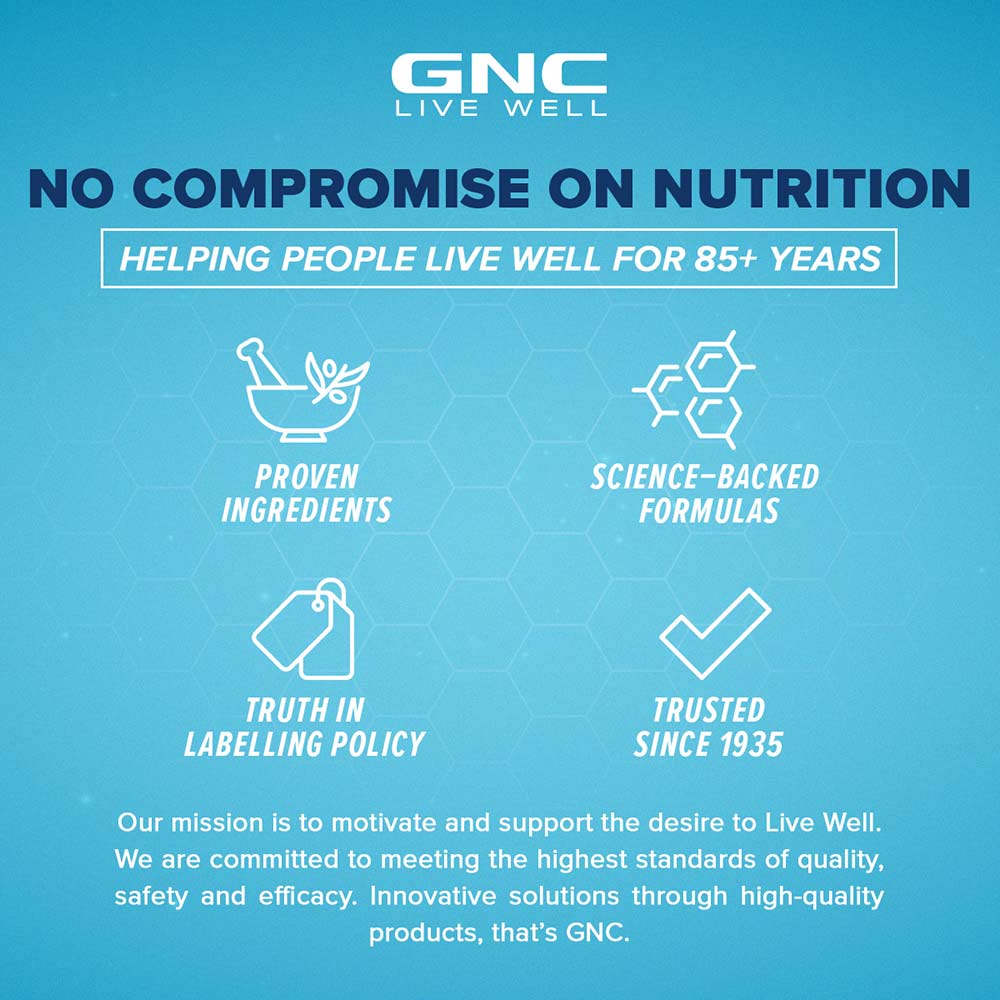 GNC
LIVE WELL
NO COMPROMISE ON NUTRITION
HELPING PEOPLE LIVE WELL FOR 85+ YEARS
PROVEN
INGREDIENTS
SCIENCE-BACKED
FORMULAS
TRUTH IN
LABELLING POLICY
TRUSTED
SINCE 1935
Our mission is to motivate and support the desire to Live Well.
We are committed to meeting the highest standards of quality,
safety and efficacy. Innovative solutions through high-quality
products, that's GNC.